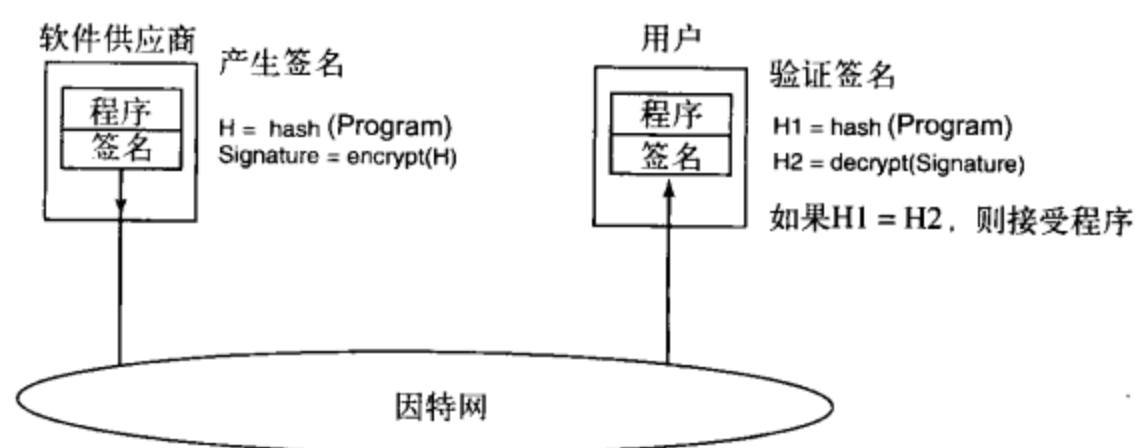 软件供应商
产生签名
程序
签名
H = hash (Program)
Signature = encrypt(H)
用户
验证签名
程序
签名
H1 = hash (Program)
H2 = decrypt(Signature)
如果H1 = H2，则接受程序
因特网